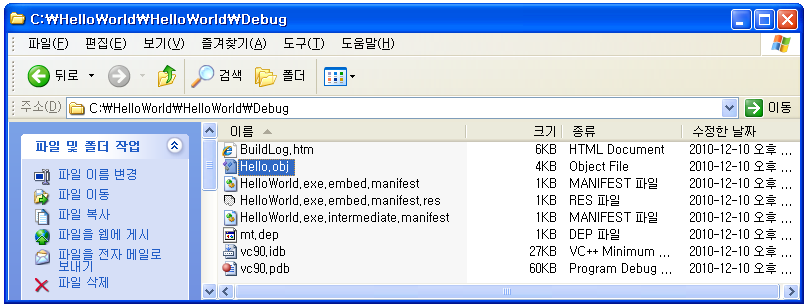 C:₩HelloWorld₩HelloWorld₩Debug
파일(F) 편집(E) 보기(V) 즐겨찾기(A) 도구(T) 도움말(H)
뒤로 검색 폴더
주소(D) C:₩HelloWorld₩HelloWorld₩Debug 이동
파일 및 폴더 작업
파일 이름 변경
파일 이동
파일 복사
파일을 웹에 게시
파일을 전자 메일로
보내기
파일 삭제
이름 크기 종류 수정한 날짜
BuildLog.htm 6KB HTML Document 2010-12-10 오후 ...
Hello.obj 4KB Object File 2010-12-10 오후 ...
HelloWorld.exe.embed.manifest 1KB MANIFEST 파일 2010-12-10 오후 ...
HelloWorld.exe.embed.manifest.res 1KB RES 파일 2010-12-10 오후 ...
HelloWorld.exe.intermediate.manifest 1KB MANIFEST 파일 2010-12-10 오후 ...
mt.dep 1KB DEP 파일 2010-12-10 오후 ...
vc90.idb 27KB VC++ Minimum ... 2010-12-10 오후 ...
vc90.pdb 60KB Program Debug ... 2010-12-10 오후 ...